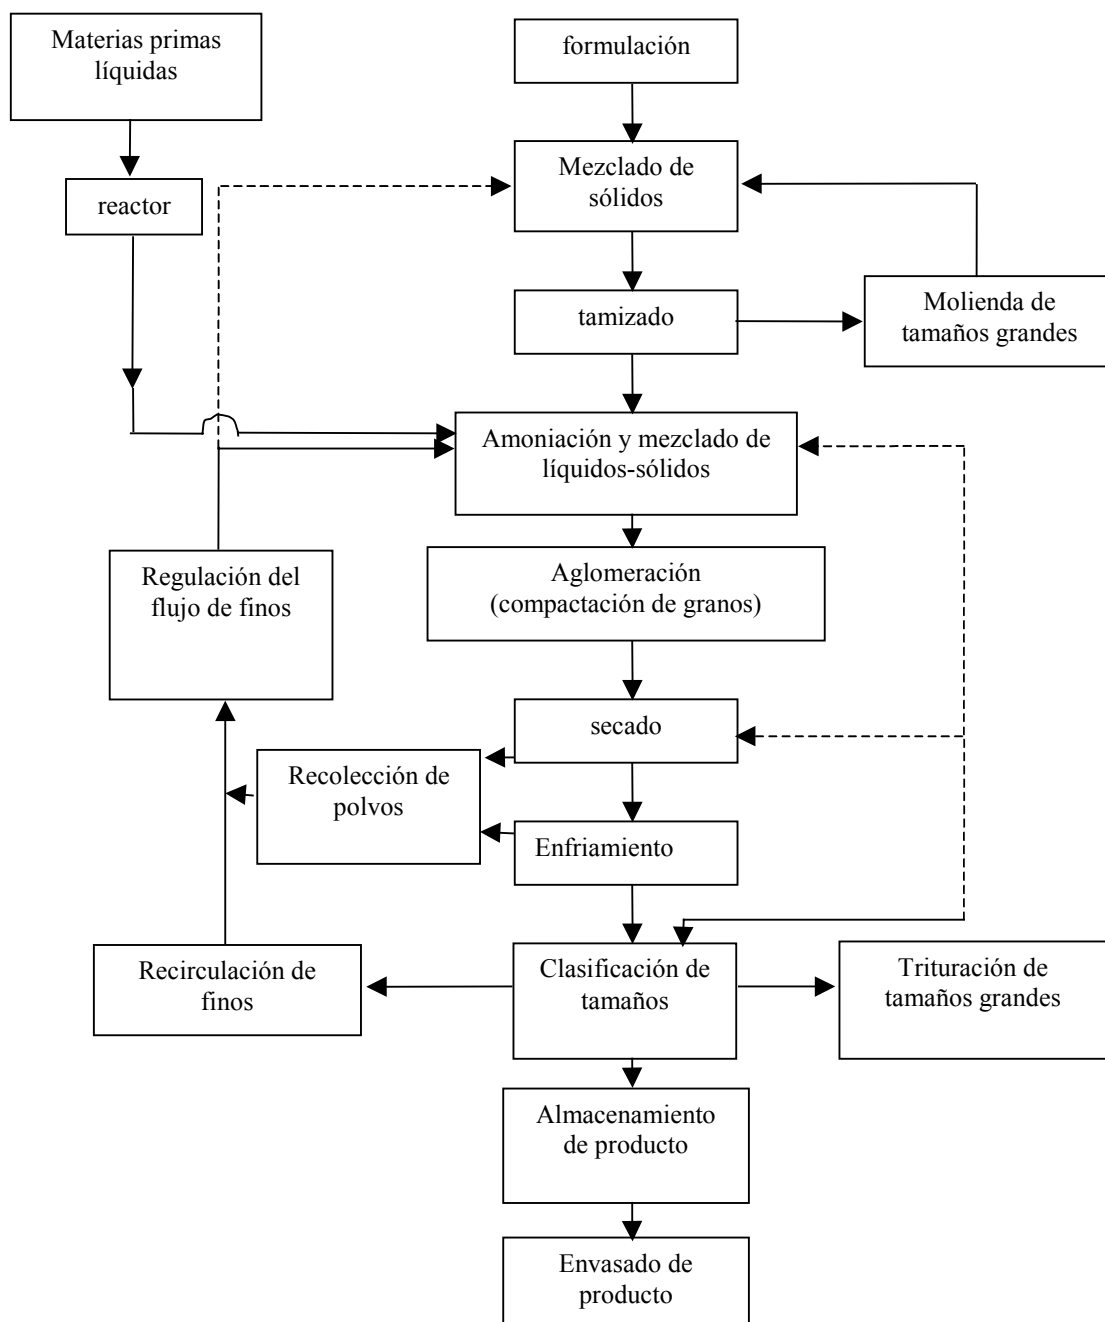 Materias primas
líquidas
formulación
Mezclado de
sólidos
reactor
tamizado
Molienda de
tamaños grandes
Amoniación y mezclado de
líquidos-sólidos
Aglomeración
(compactación de granos)
Regulación del
flujo de finos
secado
Recolección de
polvos
Enfriamiento
Recirculación de
finos
Clasificación de
tamaños
Trituración de
tamaños grandes
Almacenamiento
de producto
Envasado de
producto